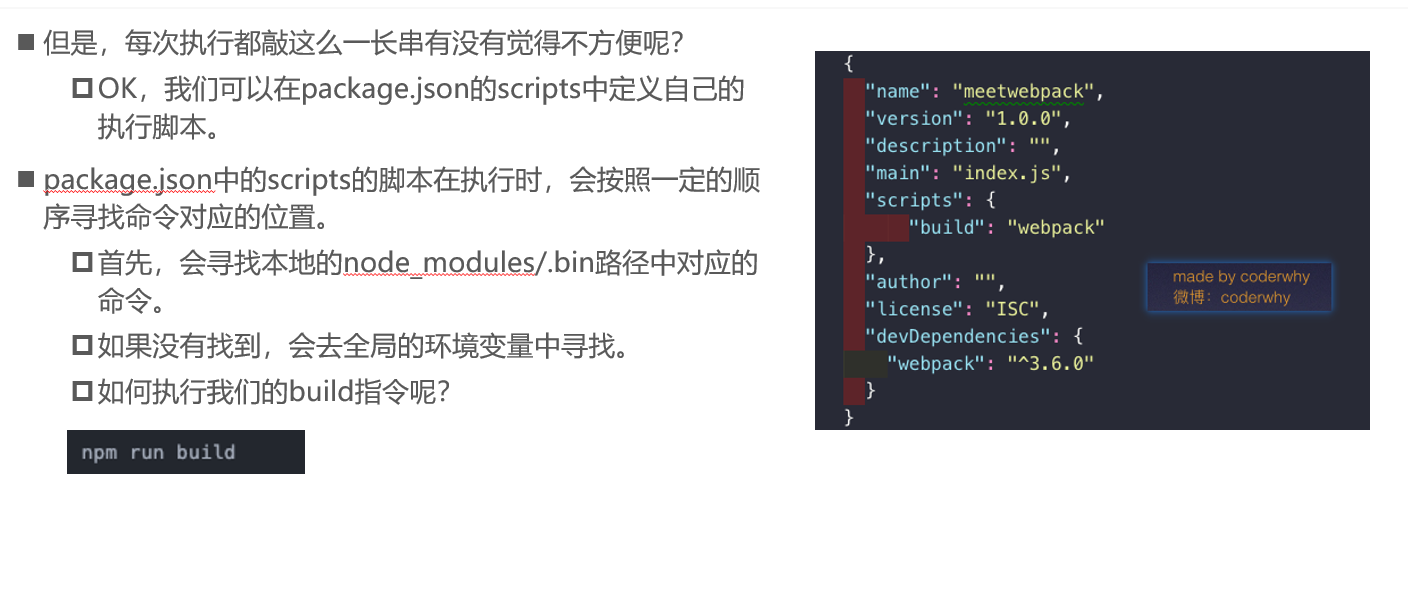 但是，每次执行都敲这么一长串有没有觉得不方便呢？
OK，我们可以在package.json的scripts中定义自己的
执行脚本。
package.json中的scripts的脚本在执行时，会按照一定的顺
序寻找命令对应的位置。
首先，会寻找本地的node_modules/.bin路径中对应的
命令。
如果没有找到，会去全局的环境变量中寻找。
如何执行我们的build指令呢？
npm run build
{
"name": "meetwebpack",
"version": "1.0.0",
"description": "",
"main": "index.js",
"scripts": {
"build": "webpack"
},
"author": "",
"license": "ISC",
"devDependencies": {
"webpack": "^3.6.0"
}
}
made by coderwhy
微博：coderwhy